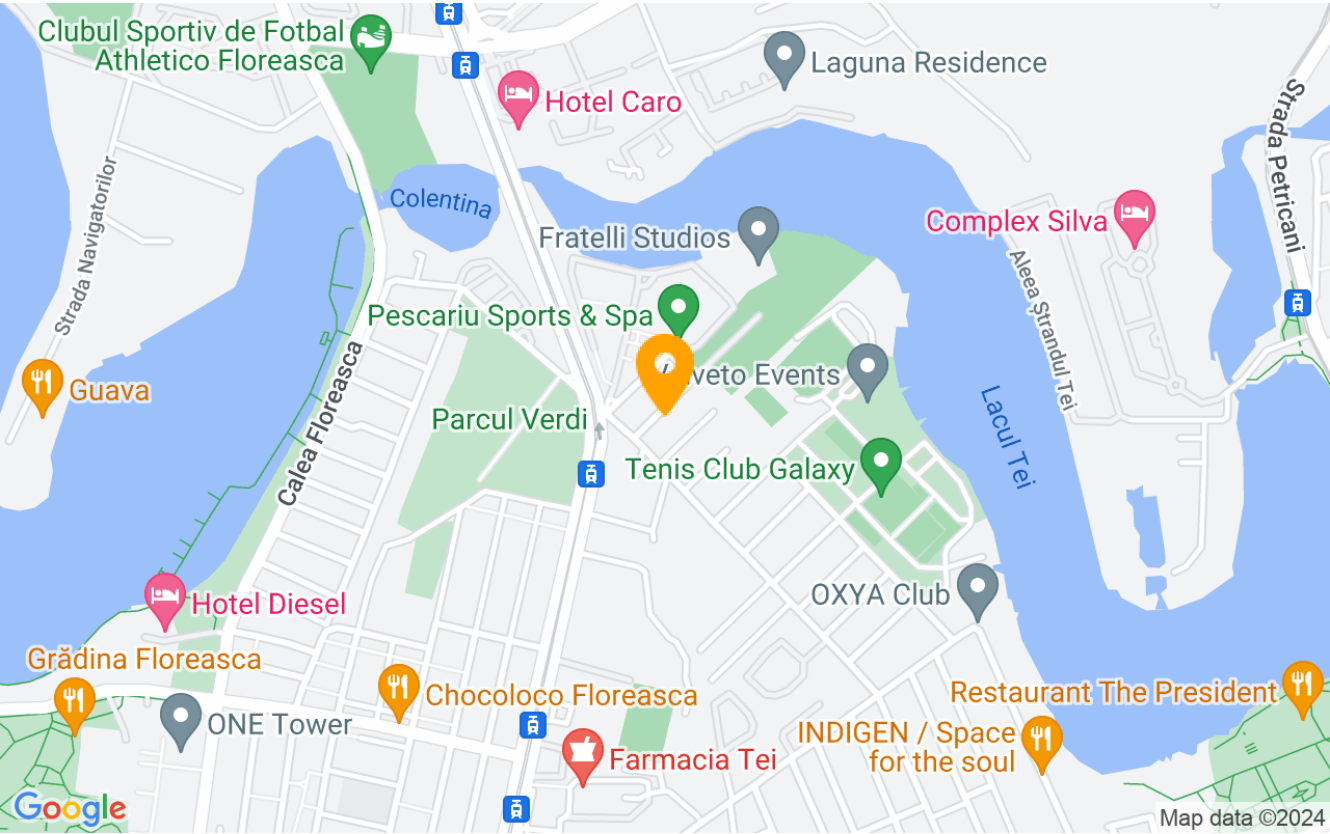 Clubul Sportiv de Fotbal
Athletico Floreasca
Laguna Residence
Hotel Caro
Strada Petricani
Strada Navigatorilor
Colentina
Complex Silva
Fratelli Studios
Aleea Ștrandul Tei
Pescariu Sports & Spa
Calea Floreasca
Guava
veto Events
Parcul Verdi
Lacul Tei
Tenis Club Galaxy
OXYA Club
Hotel Diesel
Grădina Floreasca
Chocoloco Floreasca
Restaurant The President
ONE Tower
INDIGEN / Space
for the soul
Farmacia Tei
Google
Map data ©2024